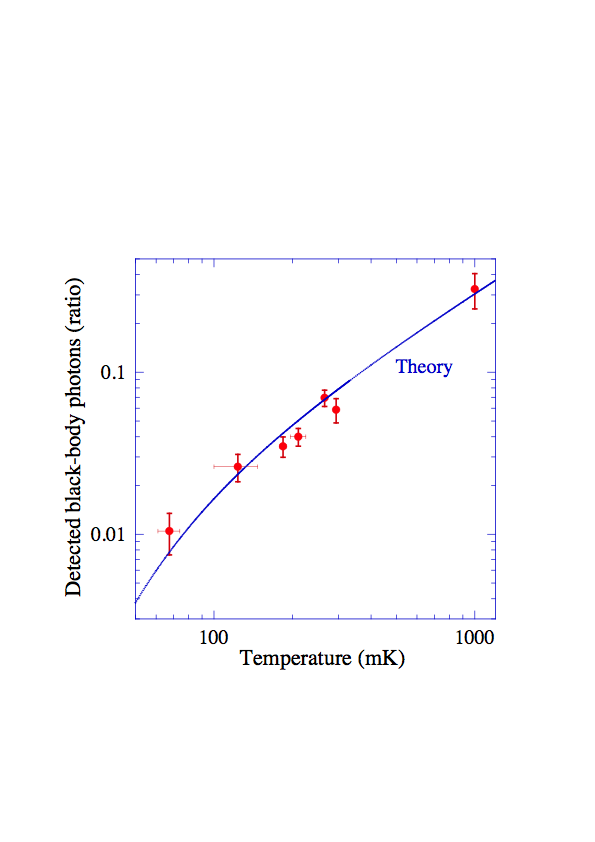 Detected black-body photons (ratio)
0.1
0.01
Theory
100
1000
Temperature (mK)